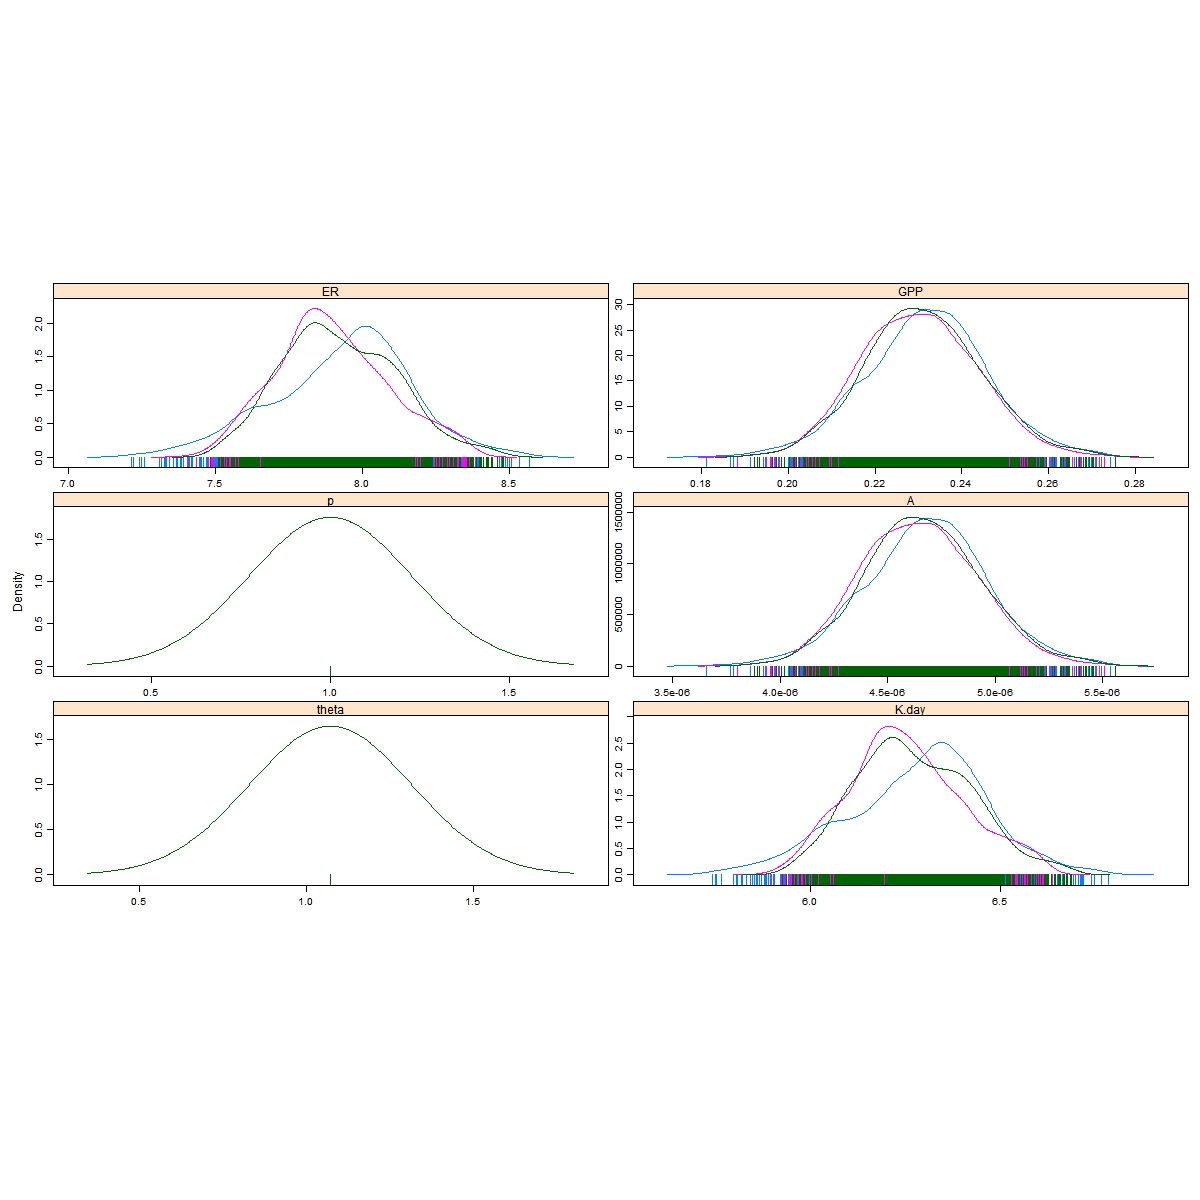 ER
GPP
0.0 0.5 1.0 1.5 2.0
7.0 7.5 8.0 8.5
0 5 10 15 20 25 30
0.18 0.20 0.22 0.24 0.26 0.28
p
A
Density
0.0 0.5 1.0 1.5
0.5 1.0 1.5
0 500000 1000000 1500000
3.5e-06 4.0e-06 4.5e-06 5.0e-06 5.5e-06
theta
K.day
0.0 0.5 1.0 1.5
0.5 1.0 1.5
0.0 0.5 1.0 1.5 2.0 2.5
6.0 6.5